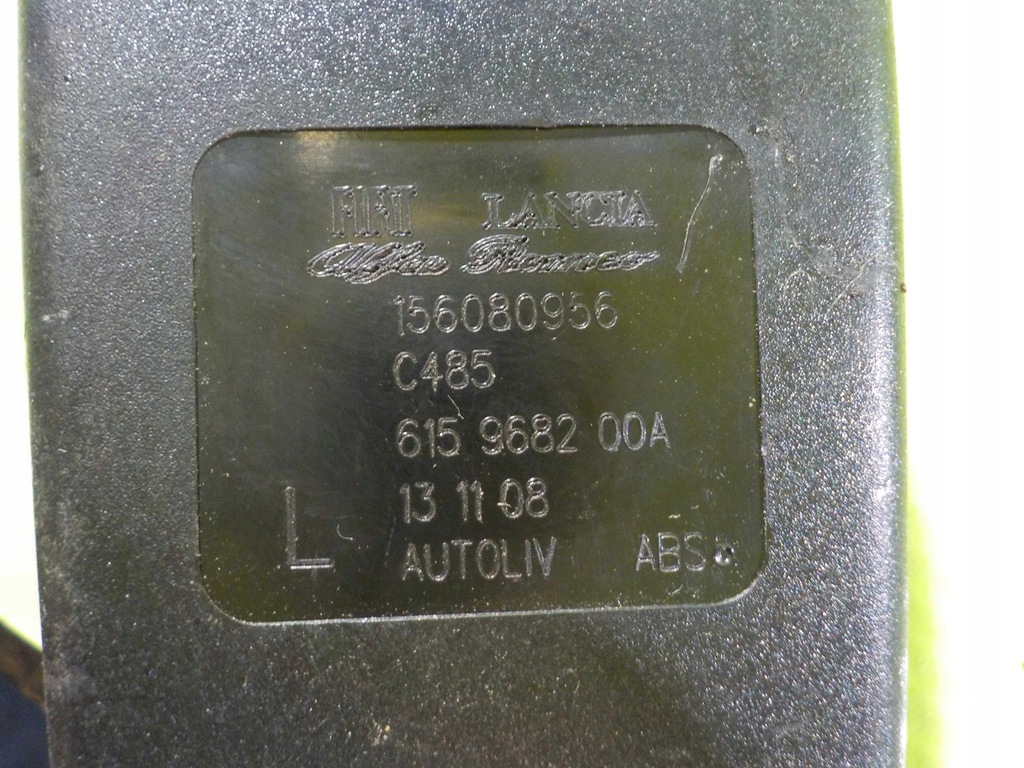 FIAT LANCIA
Alfa Romeo
156080956
C485
615 9682 00A
13 11 08
L
AUTOLIV ABS